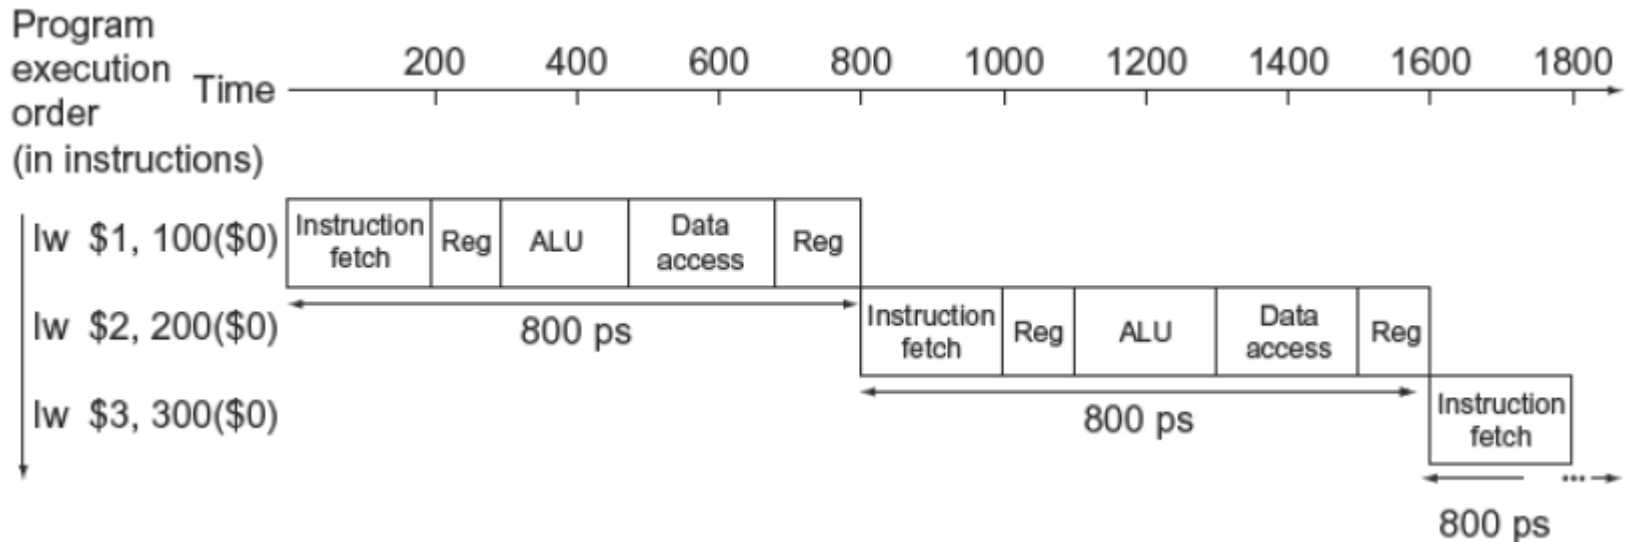 Program
execution
order
(in instructions)
Time
200 400 600 800 1000 1200 1400 1600 1800
lw $1, 100($0)
Instruction
fetch
Reg
ALU
Data
access
Reg
800 ps
lw $2, 200($0)
Instruction
fetch
Reg
ALU
Data
access
Reg
800 ps
lw $3, 300($0)
Instruction
fetch
...
800 ps